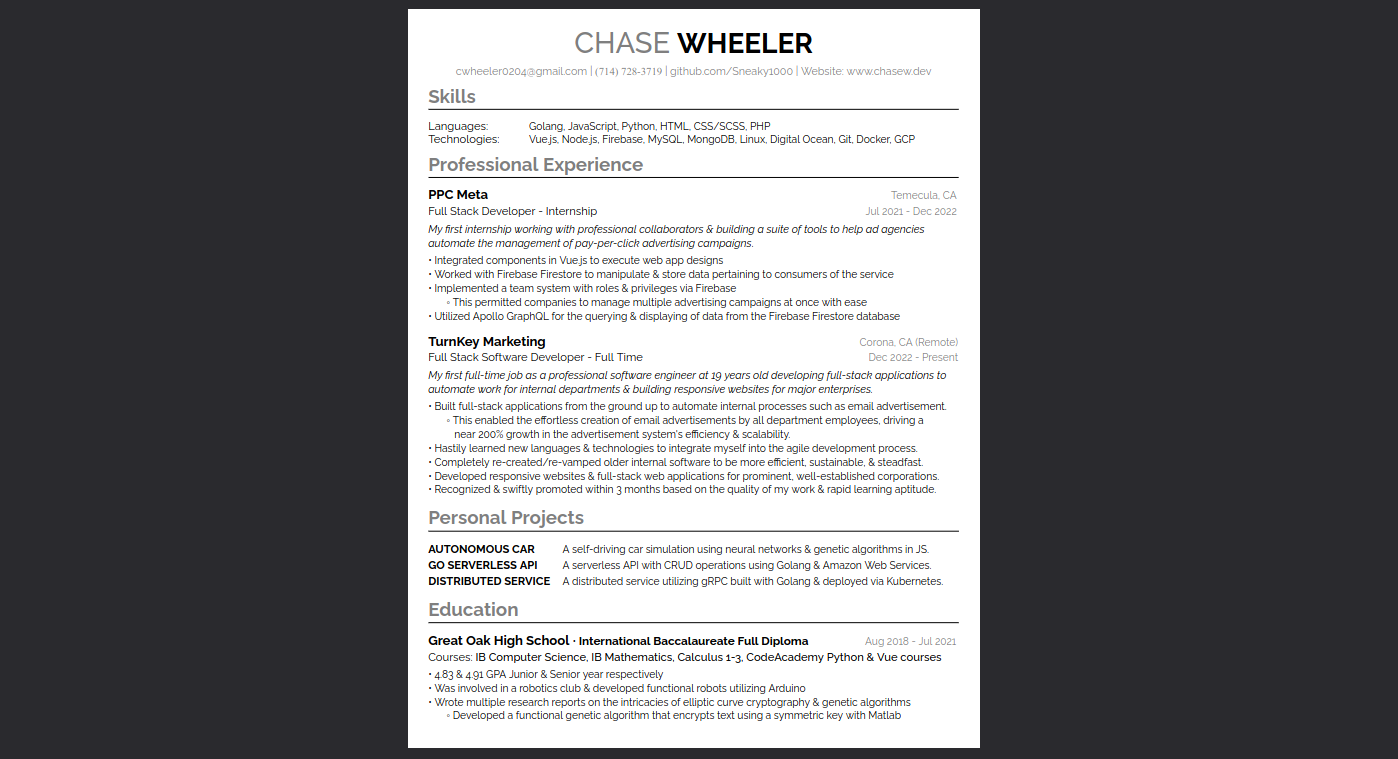 CHASE WHEELER
cwheeler0204@gmail.com | (714) 728-3719 | github.com/Sneaky1000 | Website: www.chasew.dev
Skills
Languages: Golang, JavaScript, Python, HTML, CSS/SCSS, PHP
Technologies: Vue.js, Node.js, Firebase, MySQL, MongoDB, Linux, Digital Ocean, Git, Docker, GCP
Professional Experience
PPC Meta Temecula, CA
Full Stack Developer - Internship Jul 2021 - Dec 2022
My first internship working with professional collaborators & building a suite of tools to help ad agencies
automate the management of pay-per-click advertising campaigns.
• Integrated components in Vue.js to execute web app designs
• Worked with Firebase Firestore to manipulate & store data pertaining to consumers of the service
• Implemented a team system with roles & privileges via Firebase
◦ This permitted companies to manage multiple advertising campaigns at once with ease
• Utilized Apollo GraphQL for the querying & displaying of data from the Firebase Firestore database
TurnKey Marketing Corona, CA (Remote)
Full Stack Software Developer - Full Time Dec 2022 - Present
My first full-time job as a professional software engineer at 19 years old developing full-stack applications to
automate work for internal departments & building responsive websites for major enterprises.
• Built full-stack applications from the ground up to automate internal processes such as email advertisement.
◦ This enabled the effortless creation of email advertisements by all department employees, driving a
near 200% growth in the advertisement system's efficiency & scalability.
• Hastily learned new languages & technologies to integrate myself into the agile development process.
• Completely re-created/re-vamped older internal software to be more efficient, sustainable, & steadfast.
• Developed responsive websites & full-stack web applications for prominent, well-established corporations.
• Recognized & swiftly promoted within 3 months based on the quality of my work & rapid learning aptitude.
Personal Projects
AUTONOMOUS CAR A self-driving car simulation using neural networks & genetic algorithms in JS.
GO SERVERLESS API A serverless API with CRUD operations using Golang & Amazon Web Services.
DISTRIBUTED SERVICE A distributed service utilizing gRPC built with Golang & deployed via Kubernetes.
Education
Great Oak High School · International Baccalaureate Full Diploma Aug 2018 - Jul 2021
Courses: IB Computer Science, IB Mathematics, Calculus 1-3, CodeAcademy Python & Vue courses
• 4.83 & 4.91 GPA Junior & Senior year respectively
• Was involved in a robotics club & developed functional robots utilizing Arduino
• Wrote multiple research reports on the intricacies of elliptic curve cryptography & genetic algorithms
◦ Developed a functional genetic algorithm that encrypts text using a symmetric key with Matlab